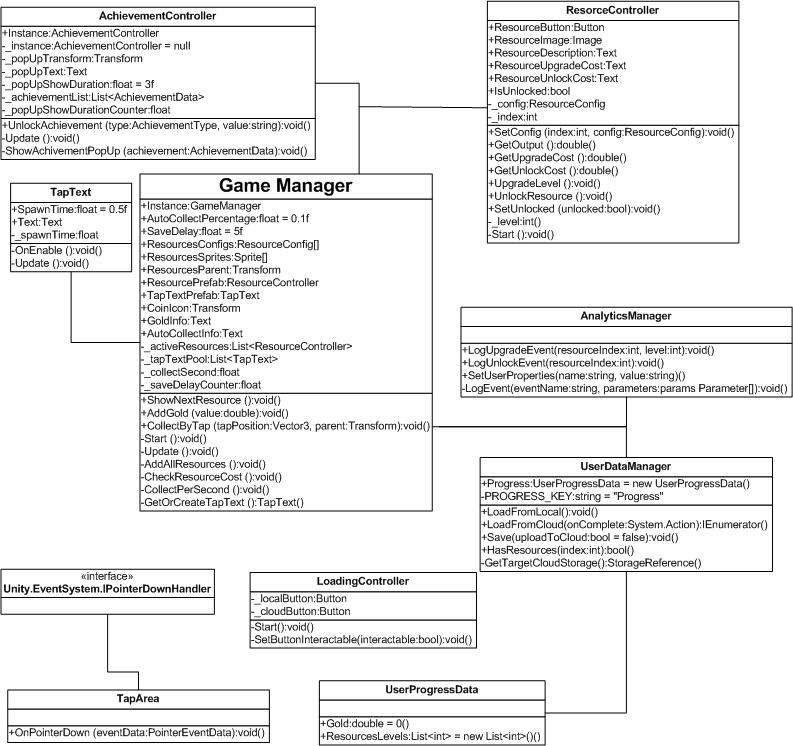 AchievementController
+Instance:AchievementController
-_instance:AchievementController = null
-_popUpTransform:Transform
-_popUpText:Text
-_popUpShowDuration:float = 3f
-_achievementList:List<AchievementData>
-_popUpShowDurationCounter:float
+UnlockAchievement (type:AchievementType, value:string):void()
-Update ():void()
-ShowAchivementPopUp (achievement:AchievementData):void()
ResorceController
+ResourceButton:Button
+ResourceImage:Image
+ResourceDescription:Text
+ResourceUpgradeCost:Text
+ResourceUnlockCost:Text
+IsUnlocked:bool
-_config:ResourceConfig
-_index:int
+SetConfig (index:int, config:ResourceConfig):void()
+GetOutput ():double()
+GetUpgradeCost ():double()
+GetUnlockCost ():double()
+UpgradeLevel ():void()
+UnlockResource ():void()
+SetUnlocked (unlocked:bool):void()
-_level:int()
-Start ():void()
TapText
+SpawnTime:float = 0.5f
+Text:Text
-_spawnTime:float
-OnEnable ():void()
-Update ():void()
Game Manager
+Instance:GameManager
+AutoCollectPercentage:float = 0.1f
+SaveDelay:float = 5f
+ResourcesConfigs:ResourceConfig[]
+ResourcesSprites:Sprite[]
+ResourcesParent:Transform
+ResourcePrefab:ResourceController
+TapTextPrefab:TapText
+CoinIcon:Transform
+GoldInfo:Text
+AutoCollectInfo:Text
-_activeResources:List<ResourceController>
-_tapTextPool:List<TapText>
-_collectSecond:float
-_saveDelayCounter:float
+ShowNextResource ():void()
+AddGold (value:double):void()
+CollectByTap (tapPosition:Vector3, parent:Transform):void()
-Start ():void()
-Update ():void()
-AddAllResources ():void()
-CheckResourceCost ():void()
-CollectPerSecond ():void()
-GetOrCreateTapText ():TapText()
AnalyticsManager
+LogUpgradeEvent(resourceIndex:int, level:int):void()
+LogUnlockEvent(resourceIndex:int):void()
+SetUserProperties(name:string, value:string)()
-LogEvent(eventName:string, parameters:params Parameter[]):void()
UserDataManager
+Progress:UserProgressData = new UserProgressData()
-PROGRESS_KEY:string = "Progress"
+LoadFromLocal():void()
+LoadFromCloud(onComplete:System.Action):IEnumerator()
+Save(uploadToCloud:bool = false):void()
+HasResources(index:int):bool()
-GetTargetCloudStorage():StorageReference()
«interface»
Unity.EventSystem.IPointerDownHandler
LoadingController
-_localButton:Button
-_cloudButton:Button
-Start():void()
-SetButtonInteractable(interactable:bool):void()
TapArea
+OnPointerDown (eventData:PointerEventData):void()
UserProgressData
+Gold:double = 0()
+ResourcesLevels:List<int> = new List<int>()()